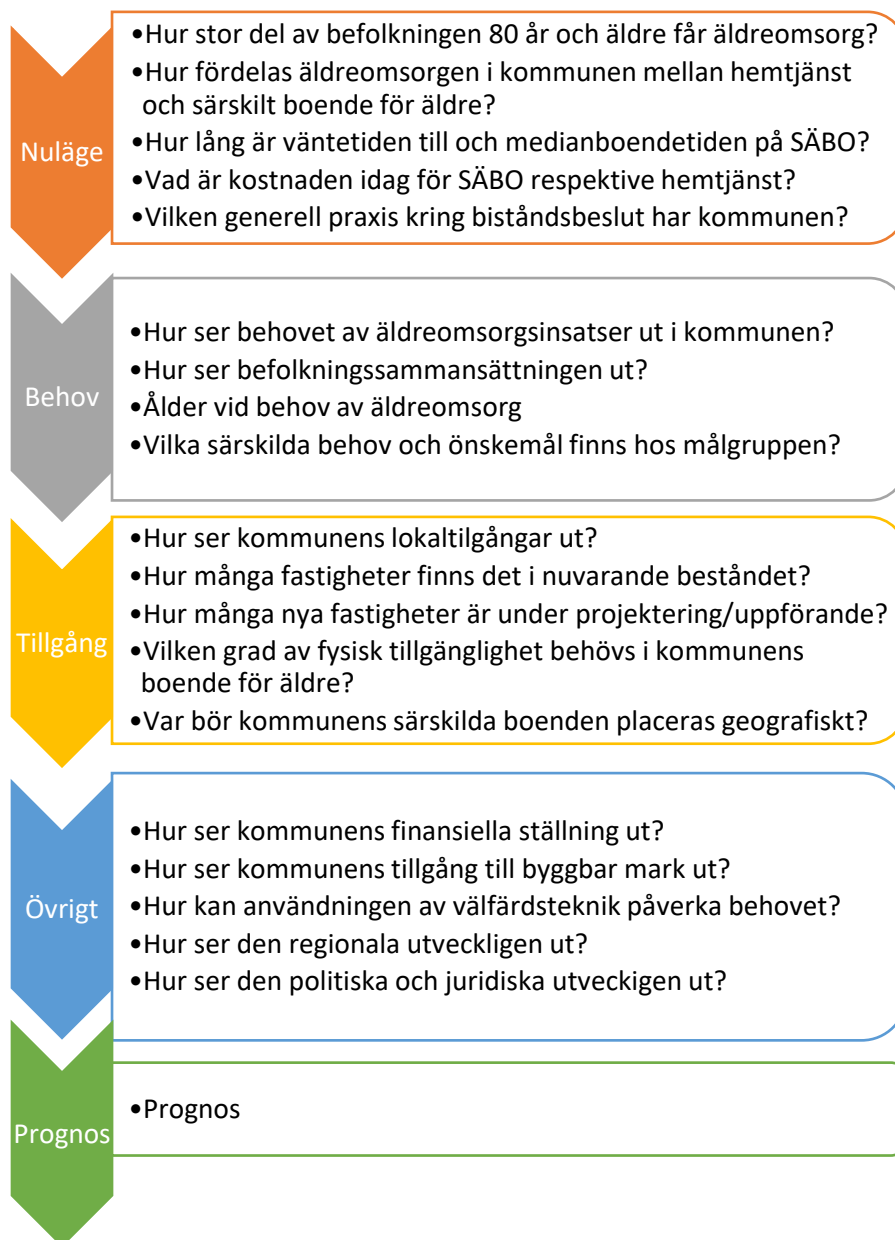 Nuläge
•Hur stor del av befolkningen 80 år och äldre får äldreomsorg?
•Hur fördelas äldreomsorgen i kommunen mellan hemtjänst
och särskilt boende för äldre?
•Hur lång är väntetiden till och medianboendetiden på SÄBO?
•Vad är kostnaden idag för SÄBO respektive hemtjänst?
•Vilken generell praxis kring biståndsbeslut har kommunen?
Behov
•Hur ser behovet av äldreomsorgsinsatser ut i kommunen?
•Hur ser befolkningssammansättningen ut?
•Ålder vid behov av äldreomsorg
•Vilka särskilda behov och önskemål finns hos målgruppen?
Tillgång
•Hur ser kommunens lokaltilgångar ut?
•Hur många fastigheter finns det i nuvarande beståndet?
•Hur många nya fastigheter är under projektering/uppförande?
•Vilken grad av fysisk tillgänglighet behövs i kommunens
boende för äldre?
•Var bör kommunens särskilda boenden placeras geografiskt?
Övrigt
•Hur ser kommunens finansiella ställning ut?
•Hur ser kommunens tillgång till byggbar mark ut?
•Hur kan användningen av välfärdsteknik påverka behovet?
•Hur ser den regionala utveckligen ut?
•Hur ser den politiska och juridiska utveckigen ut?
Prognos
•Prognos